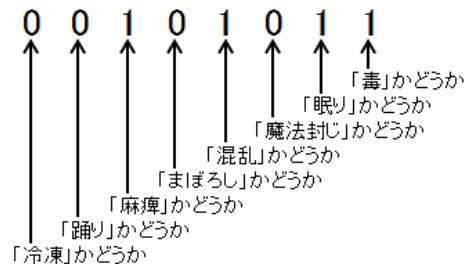 0 0 1 0 1 0 1 1
「毒」かどうか
「眠り」かどうか
「魔法封じ」かどうか
「混乱」かどうか
「まぼろし」かどうか
「麻痺」かどうか
「踊り」かどうか
「冷凍」かどうか